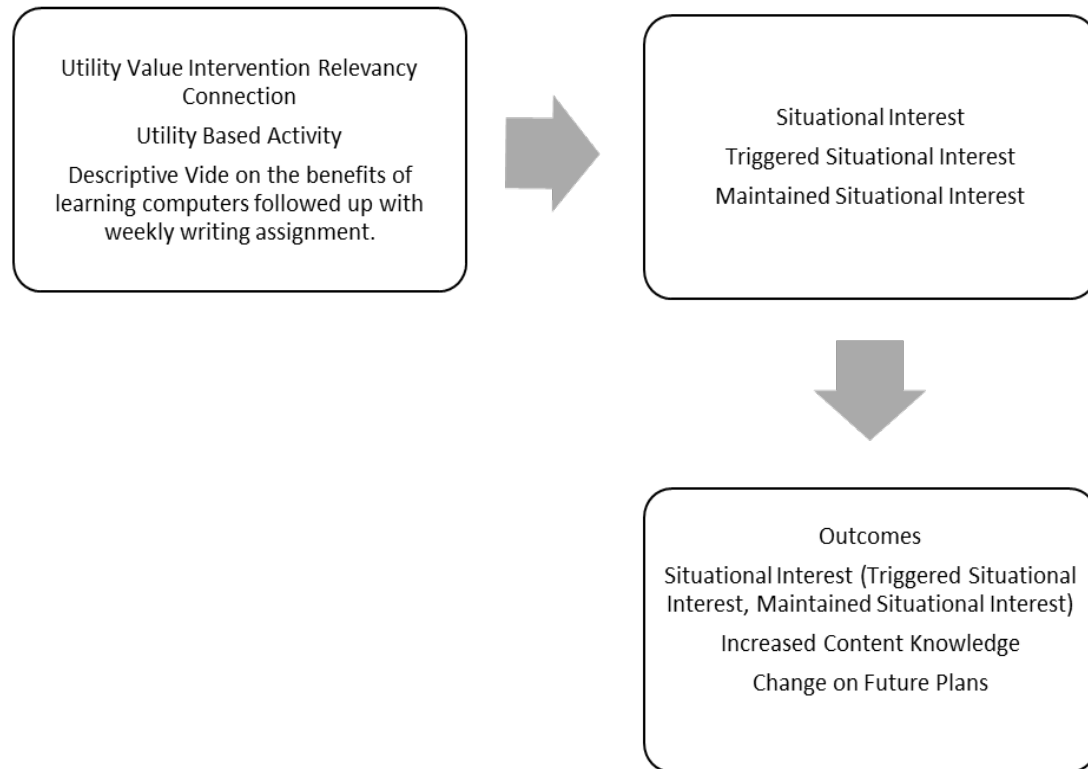 Utility Value Intervention Relevancy
Connection
Utility Based Activity
Descriptive Vide on the benefits of
learning computers followed up with
weekly writing assignment.
Situational Interest
Triggered Situational Interest
Maintained Situational Interest
Outcomes
Situational Interest (Triggered Situational
Interest, Maintained Situational Interest)
Increased Content Knowledge
Change on Future Plans